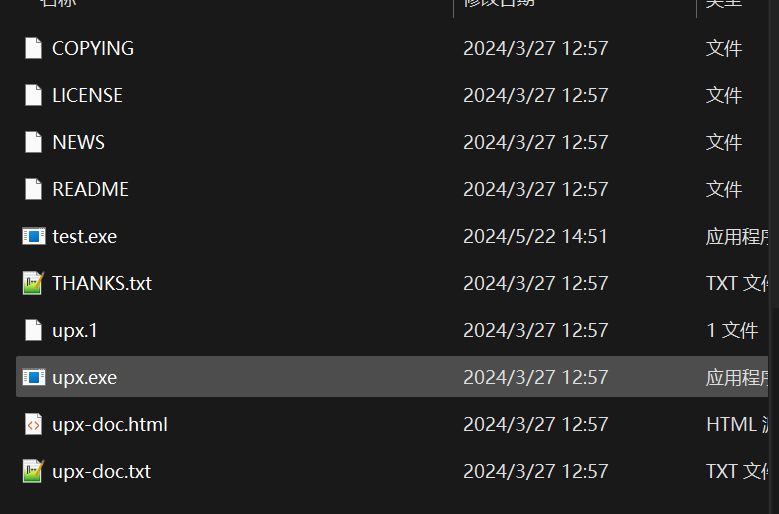 名称 修改日期 类型
COPYING 2024/3/27 12:57 文件
LICENSE 2024/3/27 12:57 文件
NEWS 2024/3/27 12:57 文件
README 2024/3/27 12:57 文件
test.exe 2024/5/22 14:51 应用程序
THANKS.txt 2024/3/27 12:57 TXT 文件
upx.1 2024/3/27 12:57 1 文件
upx.exe 2024/3/27 12:57 应用程序
upx-doc.html 2024/3/27 12:57 HTML
upx-doc.txt 2024/3/27 12:57 TXT 文件